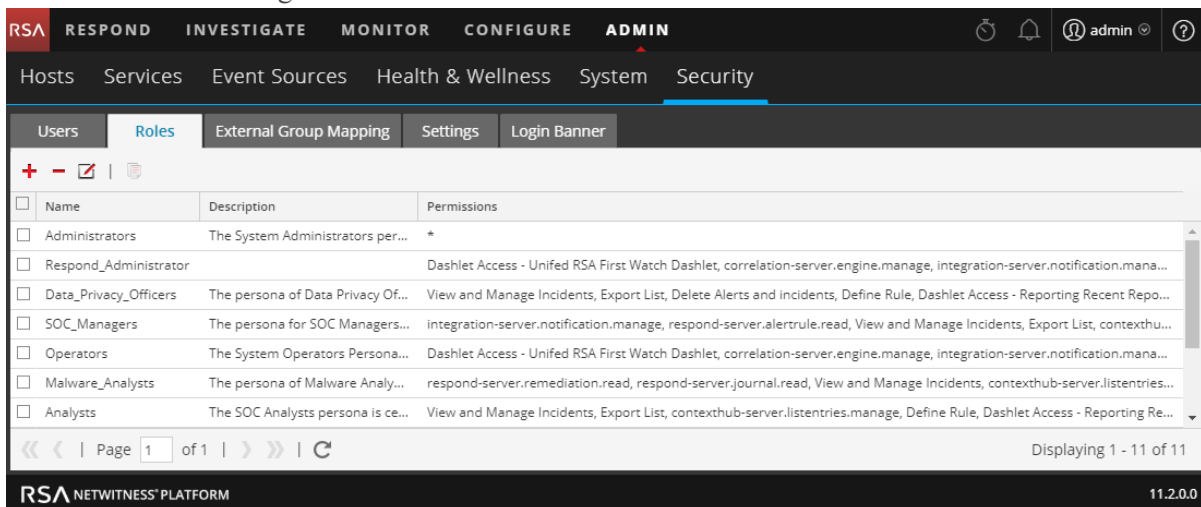 RSA RESPOND INVESTIGATE MONITOR CONFIGURE ADMIN admin ?
Hosts Services Event Sources Health & Wellness System Security
Users Roles External Group Mapping Settings Login Banner
Name Description Permissions
Administrators The System Administrators per... *
Respond_Administrator Dashlet Access - Unifed RSA First Watch Dashlet, correlation-server.engine.manage, integration-server.notification.mana...
Data_Privacy_Officers The persona of Data Privacy Of... View and Manage Incidents, Export List, Delete Alerts and incidents, Define Rule, Dashlet Access - Reporting Recent Repo...
SOC_Managers The persona for SOC Managers... integration-server.notification.manage, respond-server.alertrule.read, View and Manage Incidents, Export List, contexthu...
Operators The System Operators Persona... Dashlet Access - Unifed RSA First Watch Dashlet, correlation-server.engine.manage, integration-server.notification.mana...
Malware_Analysts The persona of Malware Analy... respond-server.remediation.read, respond-server.journal.read, View and Manage Incidents, contexthub-server.listentries...
Analysts The SOC Analysts persona is ce... View and Manage Incidents, Export List, contexthub-server.listentries.manage, Define Rule, Dashlet Access - Reporting Re...
Page 1 of 1 Displaying 1 - 11 of 11
RSA NETWITNESS® PLATFORM 11.2.0.0